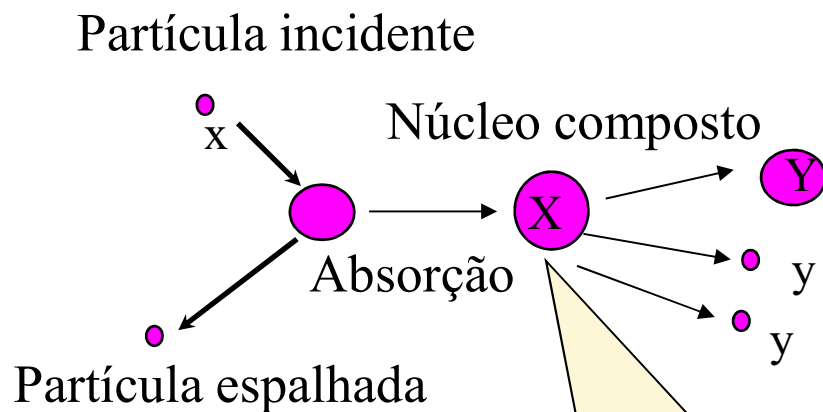 Partícula incidente
x
Núcleo composto
X
Y
Absorção
y
y
Partícula espalhada